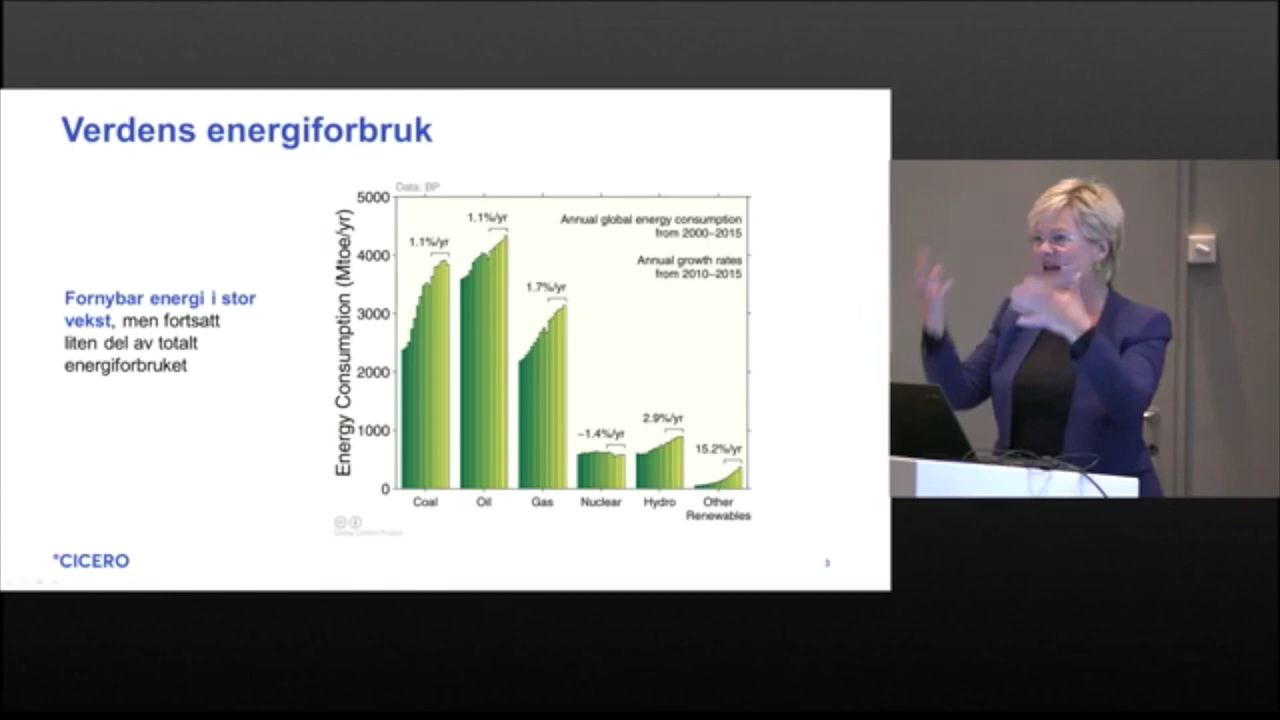 Verdens energiforbruk
Fornybar energi i stor
vekst, men fortsatt
liten del av totalt
energiforbruket
Data: BP
Energy Consumption (Mtoe/yr)
5000
4000
3000
2000
1000
0
Annual global energy consumption
from 2000–2015
Annual growth rates
from 2010–2015
1.1%/yr
1.1%/yr
1.7%/yr
−1.4%/yr
2.9%/yr
15.2%/yr
Coal
Oil
Gas
Nuclear
Hydro
Other
Renewables
Global Carbon Project
°CICERO
3